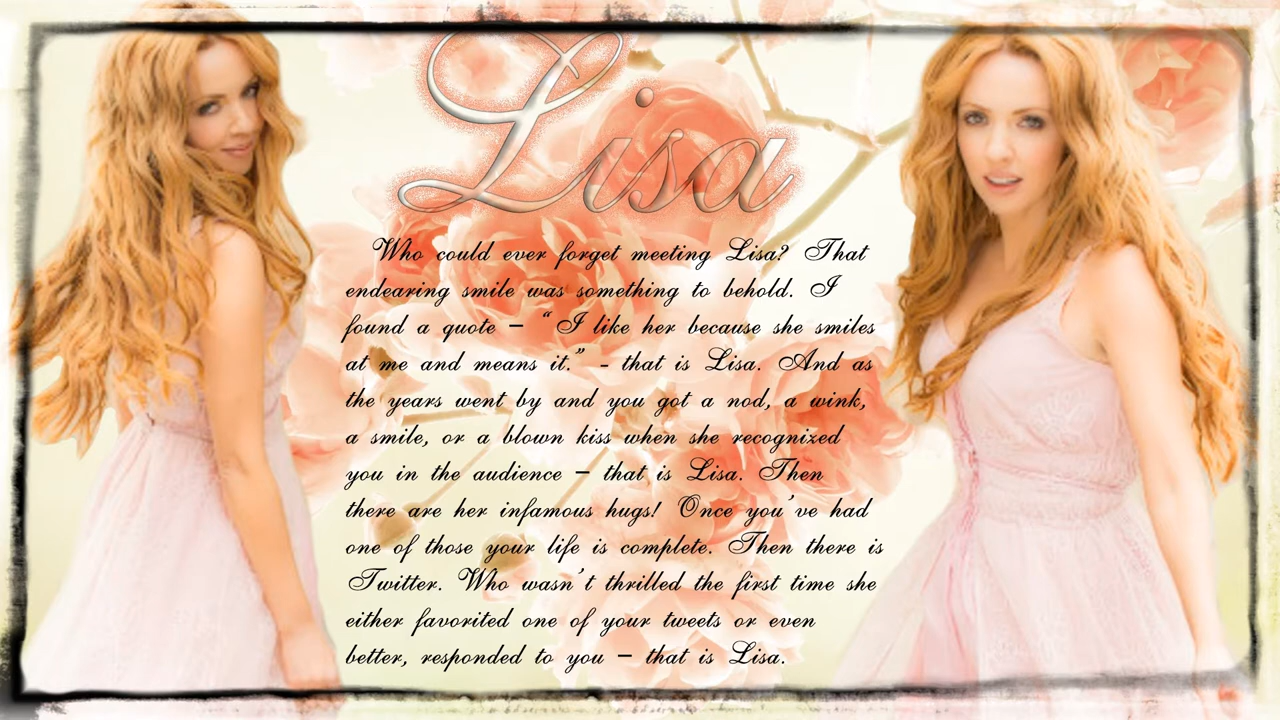 Lisa
Who could ever forget meeting Lisa? That
endearing smile was something to behold. I
found a quote – “I like her because she smiles
at me and means it.” - that is Lisa. And as
the years went by and you got a nod, a wink,
a smile, or a blown kiss when she recognized
you in the audience – that is Lisa. Then
there are her infamous hugs! Once you've had
one of those your life is complete. Then there is
Twitter. Who wasn't thrilled the first time she
either favorited one of your tweets or even
better, responded to you – that is Lisa.